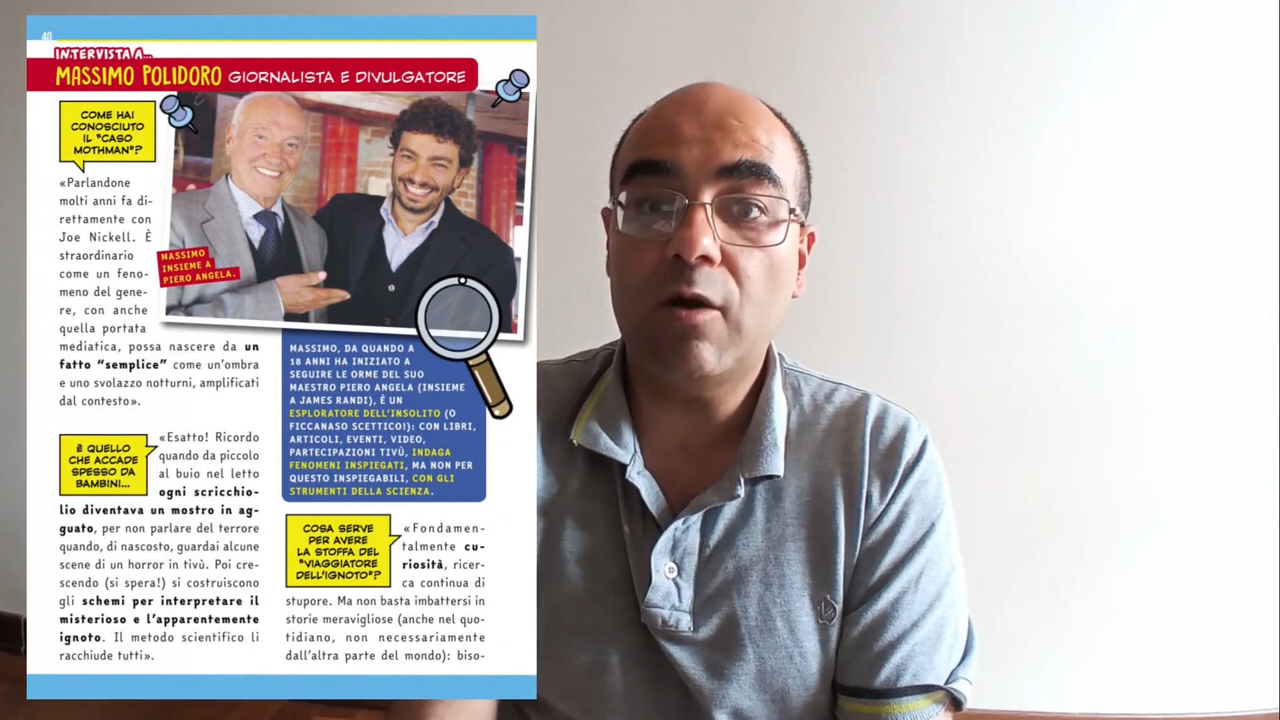 40
INTERVISTA A...
MASSIMO POLIDORO GIORNALISTA E DIVULGATORE
COME HAI
CONOSCIUTO
IL "CASO
MOTHMAN"?
«Parlandone
molti anni fa di-
rettamente con
Joe Nickell. È
straordinario
come un feno-
meno del gene-
re, con anche
quella portata
mediatica, possa nascere da un
fatto “semplice” come un’ombra
e uno svolazzo notturni, amplificati
dal contesto».
MASSIMO
INSIEME A
PIERO ANGELA.
È QUELLO
CHE ACCADE
SPESSO DA
BAMBINI...
«Esatto! Ricordo
quando da piccolo
al buio nel letto
ogni scricchio-
lio diventava un mostro in ag-
guato, per non parlare del terrore
quando, di nascosto, guardai alcune
scene di un horror in tivù. Poi cre-
scendo (si spera!) si costruiscono
gli schemi per interpretare il
misterioso e l’apparentemente
ignoto. Il metodo scientifico li
racchiude tutti».
MASSIMO, DA QUANDO A
18 ANNI HA INIZIATO A
SEGUIRE LE ORME DEL SUO
MAESTRO PIERO ANGELA (INSIEME
A JAMES RANDI), È UN
ESPLORATORE DELL'INSOLITO (O
FICCANASO SCETTICO!): CON LIBRI,
ARTICOLI, EVENTI, VIDEO,
PARTECIPAZIONI TIVÙ, INDAGA
FENOMENI INSPIEGATI, MA NON PER
QUESTO INSPIEGABILI, CON GLI
STRUMENTI DELLA SCIENZA.
COSA SERVE
PER AVERE
LA STOFFA DEL
"VIAGGIATORE
DELL'IGNOTO"?
«Fondamen-
talmente cu-
riosità, ricer-
ca continua di
stupore. Ma non basta imbattersi in
storie meravigliose (anche nel quo-
tidiano, non necessariamente
dall’altra parte del mondo): biso-